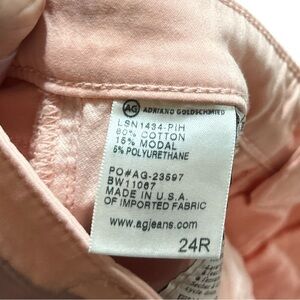 AG ADRIANO GOLDSCHMIED
LSN1434-PIH
80% COTTON
15% MODAL
5% POLYURETHANE
PO#AG-23597
BW11067
MADE IN U.S.A.
OF IMPORTED FABRIC
www.agjeans.com
24R